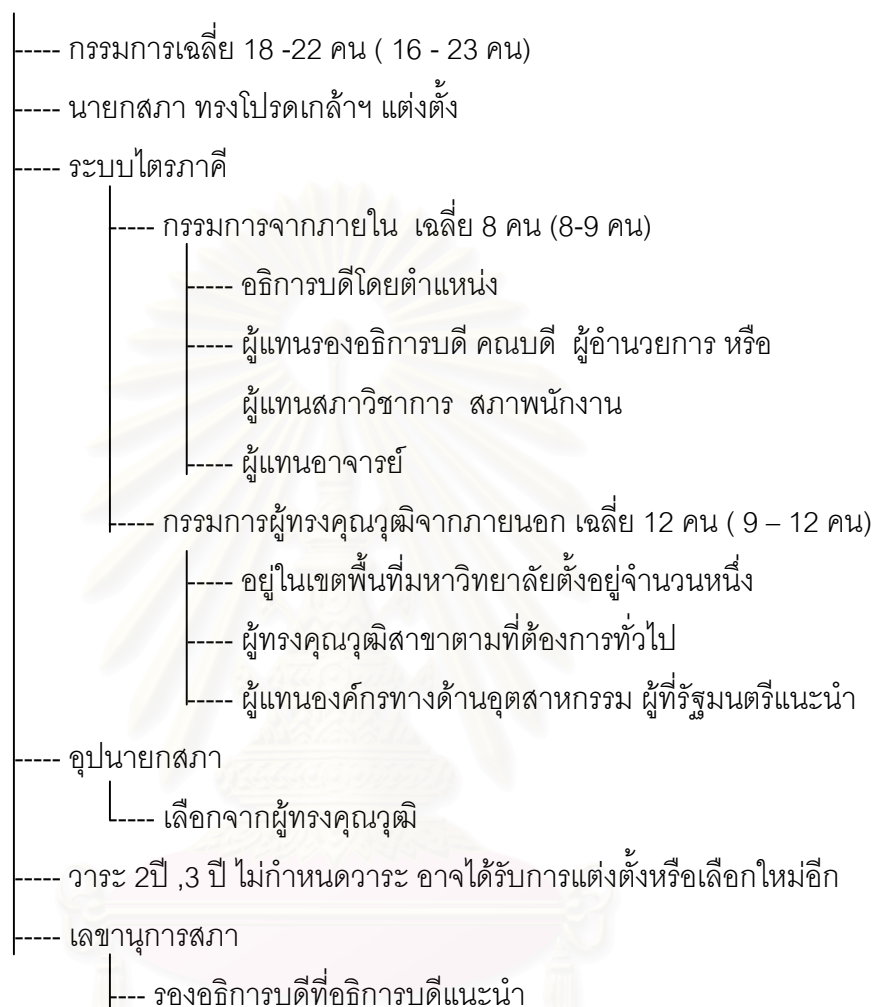 ----- กรรมการเฉลี่ย 18 -22 คน ( 16 - 23 คน)
----- นายกสภา ทรงโปรดเกล้าฯ แต่งตั้ง
----- ระบบไตรภาคี
----- กรรมการจากภายใน เฉลี่ย 8 คน (8-9 คน)
----- อธิการบดีโดยตำแหน่ง
----- ผู้แทนรองอธิการบดี คณบดี ผู้อำนวยการ หรือ
ผู้แทนสภาวิชาการ สภาพนักงาน
----- ผู้แทนอาจารย์
----- กรรมการผู้ทรงคุณวุฒิจากภายนอก เฉลี่ย 12 คน ( 9 – 12 คน)
----- อยู่ในเขตพื้นที่มหาวิทยาลัยตั้งอยู่จำนวนหนึ่ง
----- ผู้ทรงคุณวุฒิสาขาตามที่ต้องการทั่วไป
----- ผู้แทนองค์กรทางด้านอุตสาหกรรม ผู้ที่รัฐมนตรีแนะนำ
----- อุปนายกสภา
----- เลือกจากผู้ทรงคุณวุฒิ
----- วาระ 2ปี ,3 ปี ไม่กำหนดวาระ อาจได้รับการแต่งตั้งหรือเลือกใหม่อีก
----- เลขานุการสภา
---- รองอธิการบดีที่อธิการบดีแนะนำ